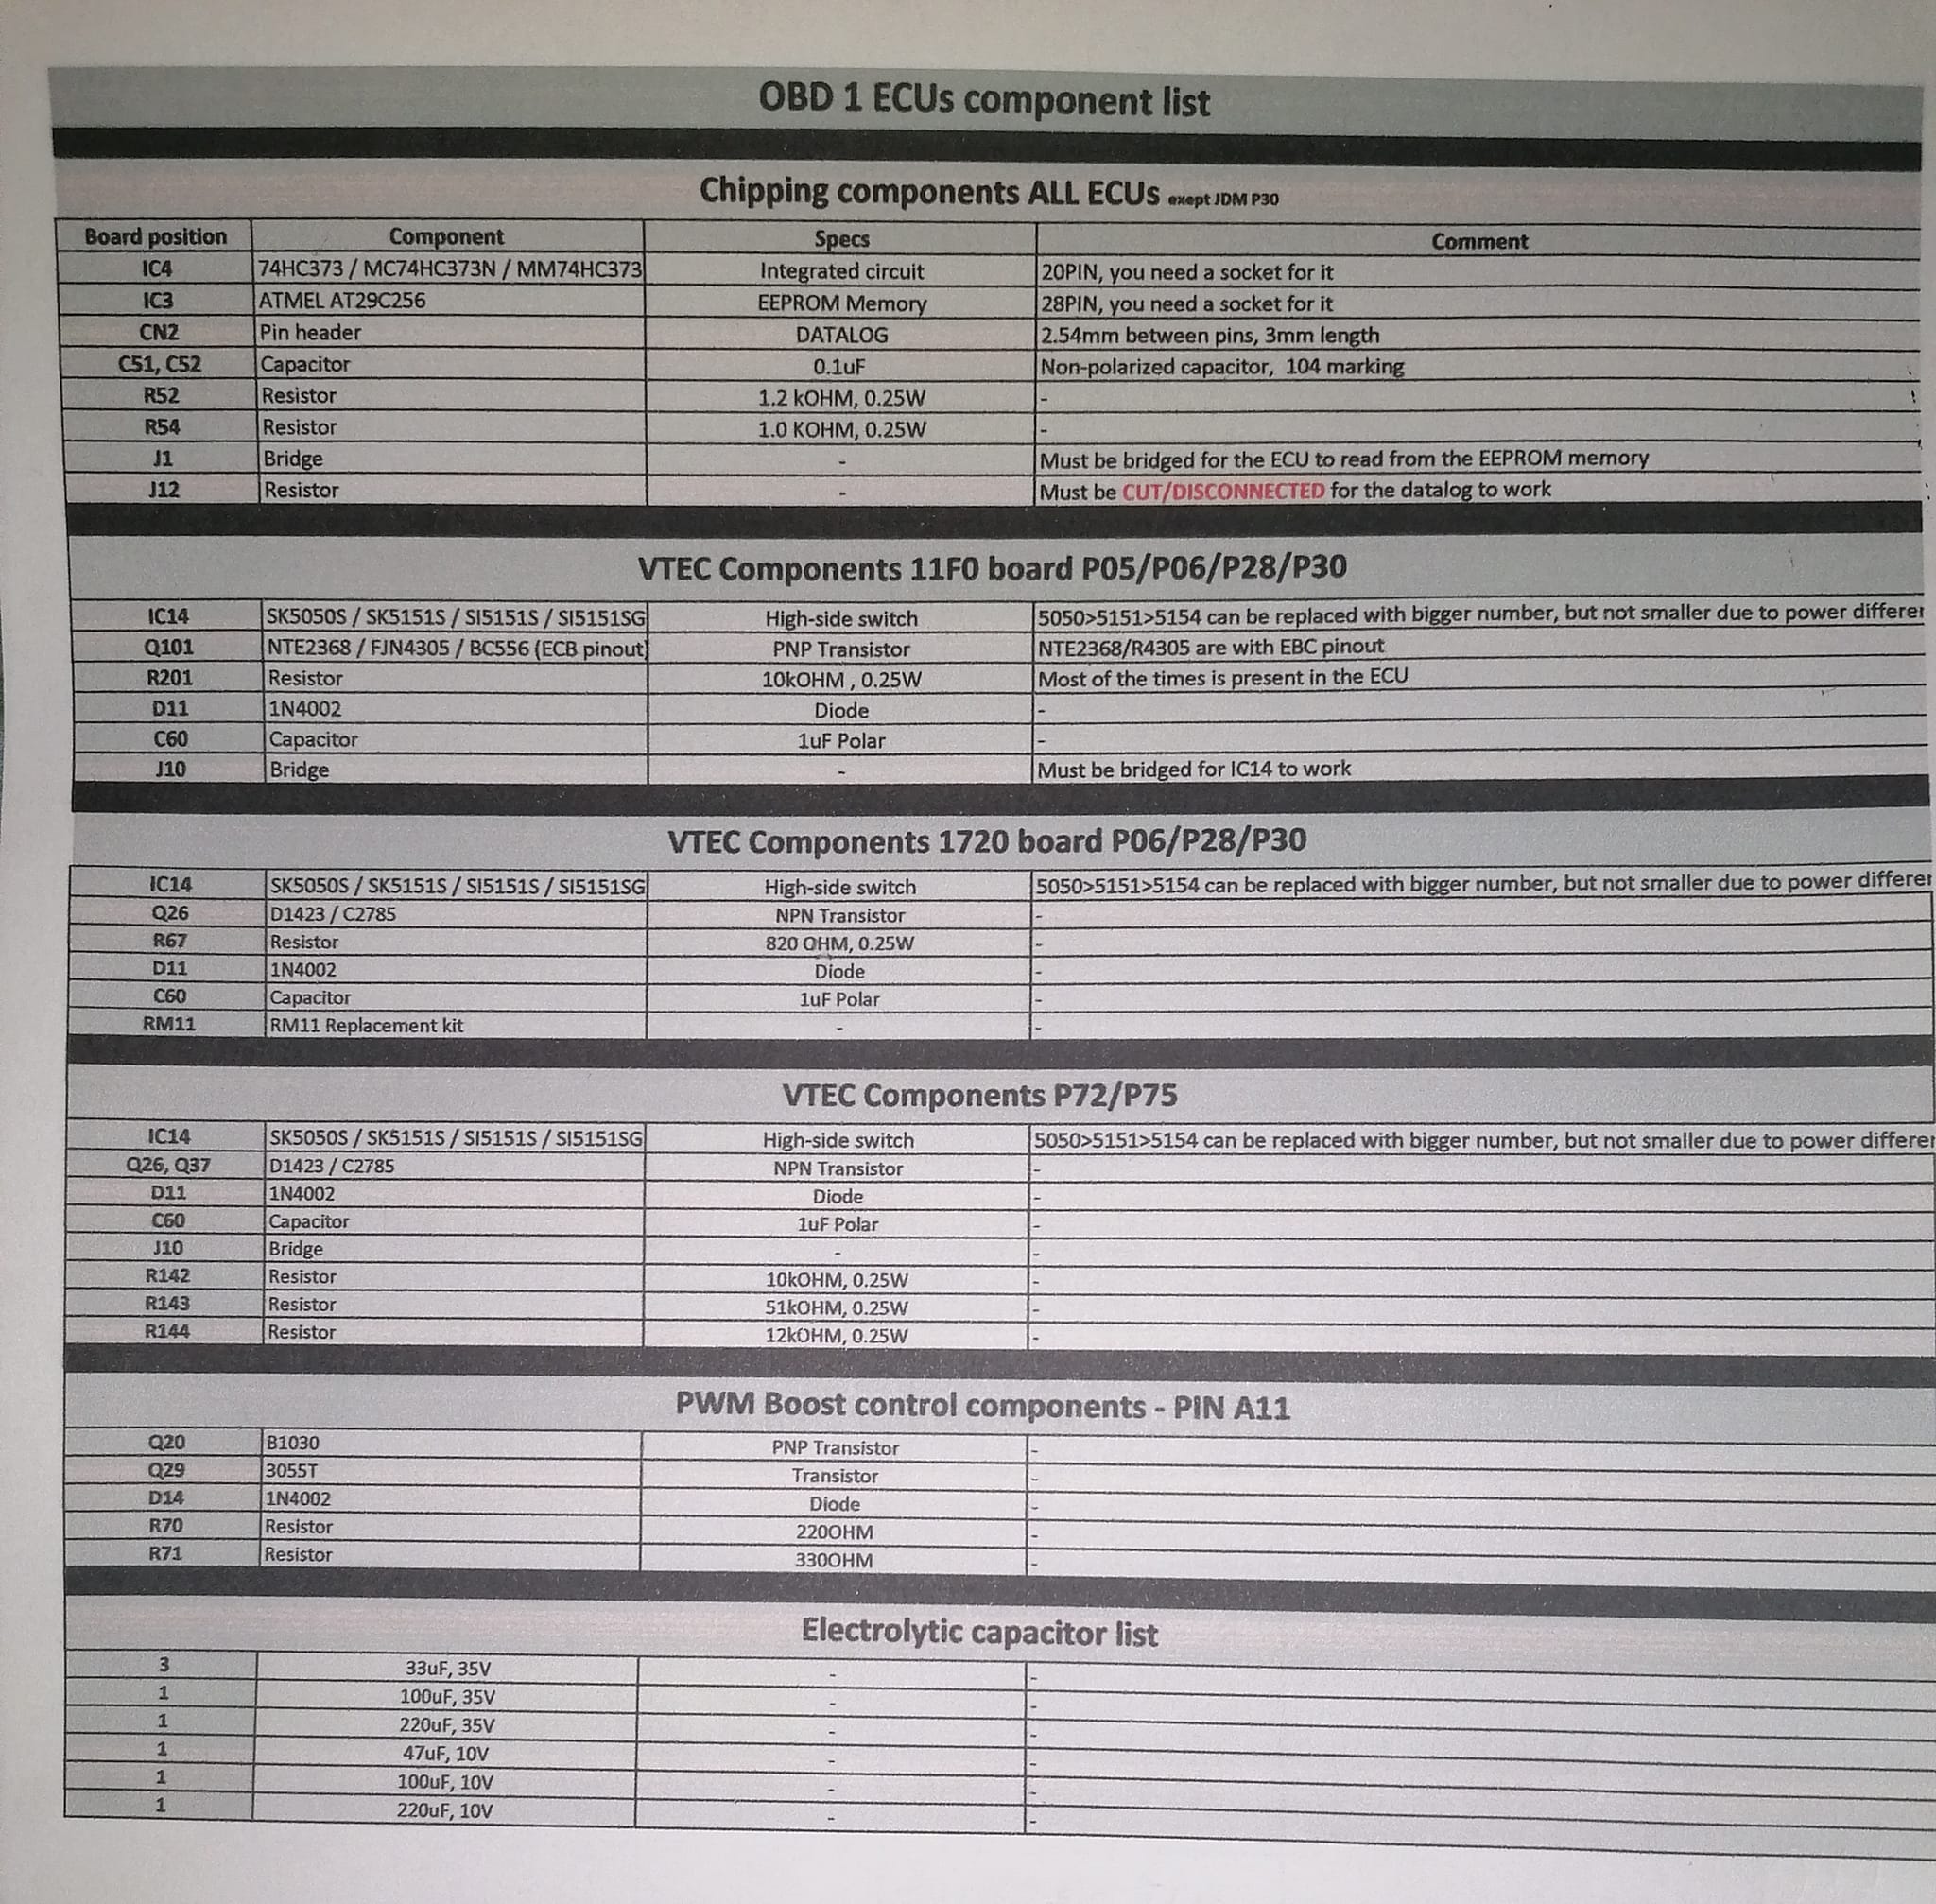 OBD 1 ECUs component list
Chipping components ALL ECUs exept JDM P30
Board position Component Specs Comment
IC4 74HC373 / MC74HC373N / MM74HC373 Integrated circuit 20PIN, you need a socket for it
IC3 ATMEL AT29C256 EEPROM Memory 28PIN, you need a socket for it
CN2 Pin header DATALOG 2.54mm between pins, 3mm length
C51, C52 Capacitor 0.1uF Non-polarized capacitor, 104 marking
R52 Resistor 1.2 kOHM, 0.25W -
R54 Resistor 1.0 KOHM, 0.25W -
J1 Bridge - Must be bridged for the ECU to read from the EEPROM memory
J12 Resistor - Must be CUT/DISCONNECTED for the datalog to work
VTEC Components 11F0 board P05/P06/P28/P30
IC14 SK5050S / SK5151S / SI5151S / SI5151SG High-side switch 5050>5151>5154 can be replaced with bigger number, but not smaller due to power differer
Q101 NTE2368 / FJN4305 / BC556 (ECB pinout) PNP Transistor NTE2368/R4305 are with EBC pinout
R201 Resistor 10kOHM , 0.25W Most of the times is present in the ECU
D11 1N4002 Diode -
C60 Capacitor 1uF Polar -
J10 Bridge - Must be bridged for IC14 to work
VTEC Components 1720 board P06/P28/P30
IC14 SK5050S / SK5151S / SI5151S / SI5151SG High-side switch 5050>5151>5154 can be replaced with bigger number, but not smaller due to power differer
Q26 D1423 / C2785 NPN Transistor -
R67 Resistor 820 OHM, 0.25W -
D11 1N4002 Diode -
C60 Capacitor 1uF Polar -
RM11 RM11 Replacement kit - -
VTEC Components P72/P75
IC14 SK5050S / SK5151S / SI5151S / SI5151SG High-side switch 5050>5151>5154 can be replaced with bigger number, but not smaller due to power differer
Q26, Q37 D1423 / C2785 NPN Transistor -
D11 1N4002 Diode -
C60 Capacitor 1uF Polar -
J10 Bridge - -
R142 Resistor 10kOHM, 0.25W -
R143 Resistor 51kOHM, 0.25W -
R144 Resistor 12kOHM, 0.25W -
PWM Boost control components - PIN A11
Q20 B1030 PNP Transistor -
Q29 3055T Transistor -
D14 1N4002 Diode -
R70 Resistor 220OHM -
R71 Resistor 330OHM -
Electrolytic capacitor list
3 33uF, 35V - -
1 100uF, 35V - -
1 220uF, 35V - -
1 47uF, 10V - -
1 100uF, 10V - -
1 220uF, 10V - -